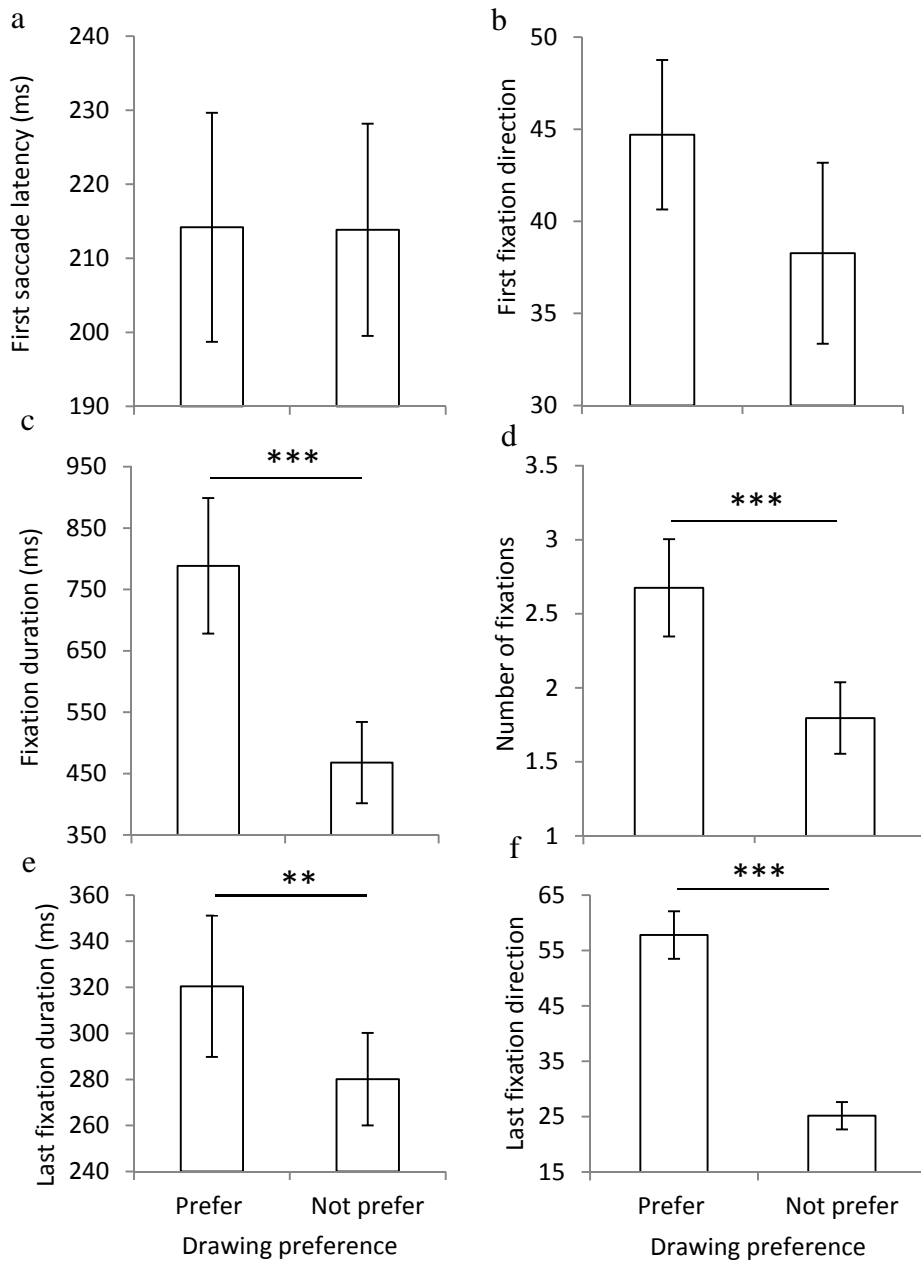 a
First saccade latency (ms)
240
230
220
210
200
190
b
First fixation direction
50
45
40
35
30
c
Fixation duration (ms)
950
850
750
650
550
450
350
***
d
Number of fixations
3.5
3
2.5
2
1.5
1
***
e
Last fixation duration (ms)
360
340
320
300
280
260
240
**
Prefer Not prefer
Drawing preference
f
Last fixation direction
65
55
45
35
25
15
***
Prefer Not prefer
Drawing preference